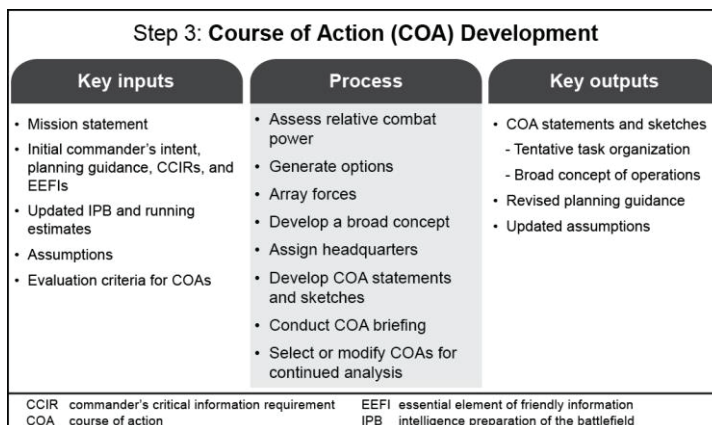 Step 3: Course of Action (COA) Development
Key inputs
• Mission statement
• Initial commander's intent,
planning guidance, CCIRs, and
EEFIs
• Updated IPB and running
estimates
• Assumptions
• Evaluation criteria for COAs
Process
• Assess relative combat
power
• Generate options
• Array forces
• Develop a broad concept
• Assign headquarters
• Develop COA statements
and sketches
• Conduct COA briefing
• Select or modify COAs for
continued analysis
Key outputs
• COA statements and sketches
- Tentative task organization
- Broad concept of operations
• Revised planning guidance
• Updated assumptions
CCIR commander's critical information requirement
COA course of action
EEFI essential element of friendly information
IPB intelligence preparation of the battlefield